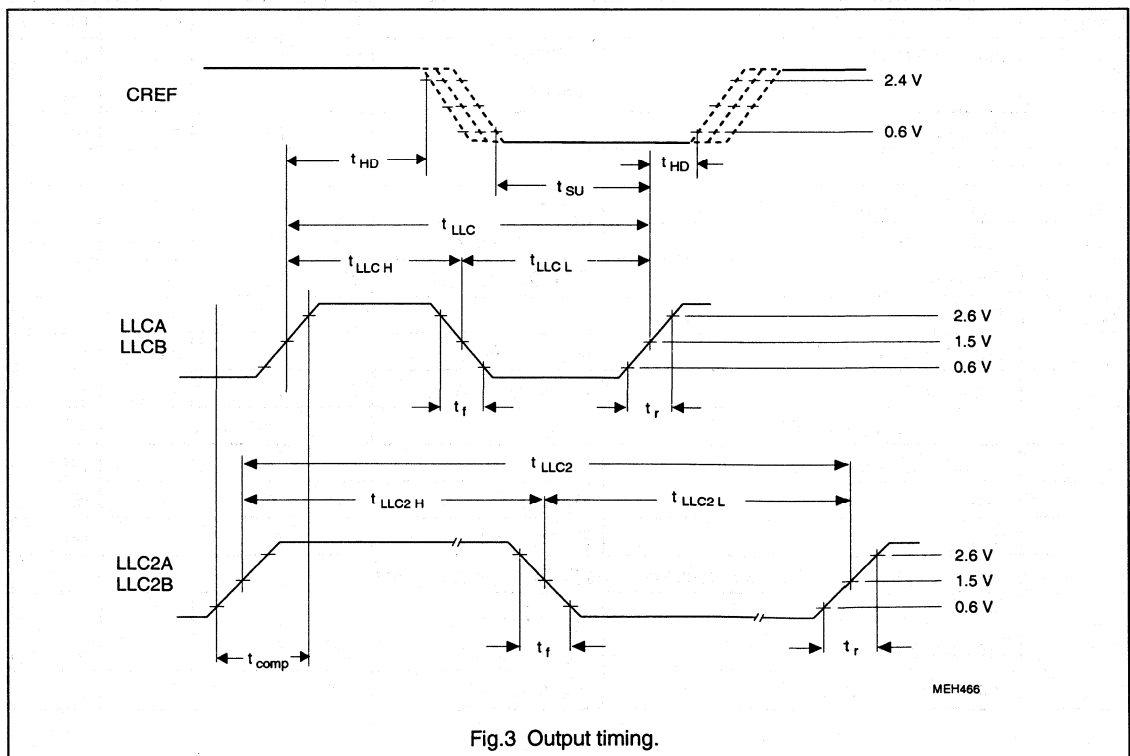 CREF
2.4 V
0.6 V
t HD
t HD
t SU
t LLC
t LLC H
t LLC L
LLCA
LLCB
2.6 V
1.5 V
0.6 V
t f
t r
t LLC2
t LLC2 H
t LLC2 L
LLC2A
LLC2B
2.6 V
1.5 V
0.6 V
t comp
t f
t r
MEH466
Fig.3 Output timing.